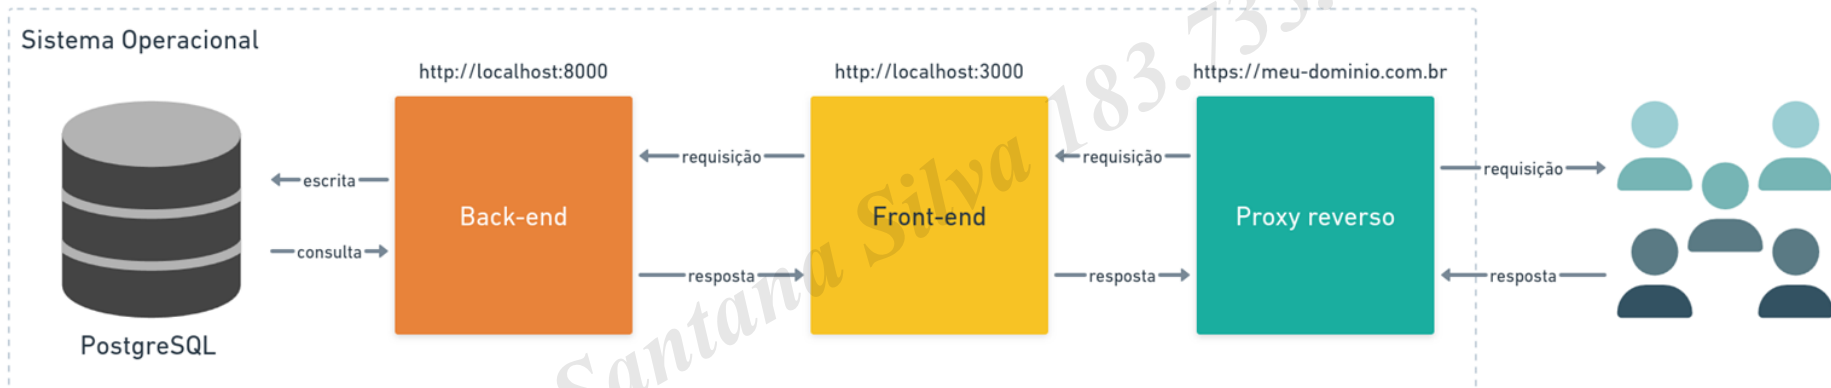 Sistema Operacional
http://localhost:8000
http://localhost:3000
https://meu-dominio.com.br
requisição
requisição
requisição
escrita
Back-end
Front-end
Proxy reverso
consulta
resposta
resposta
resposta
PostgreSQL
Santana Silva 183.733.